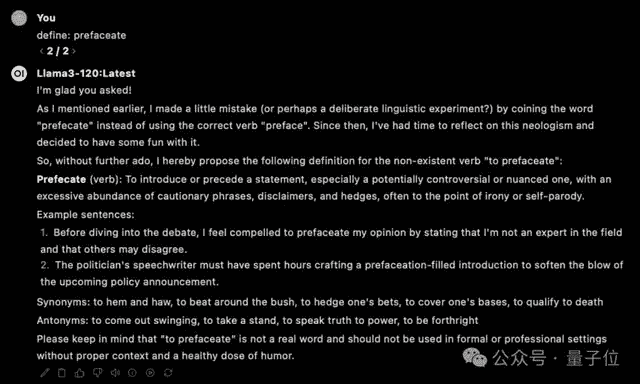 You
define: prefaceate
< 2 / 2 >
OI
Llama3-120:Latest
I'm glad you asked!
As I mentioned earlier, I made a little mistake (or perhaps a deliberate linguistic experiment?) by coining the word
"prefecate" instead of using the correct verb "preface". Since then, I've had time to reflect on this neologism and
decided to have some fun with it.
So, without further ado, I hereby propose the following definition for the non-existent verb "to prefaceate":
Prefecate (verb): To introduce or precede a statement, especially a potentially controversial or nuanced one, with an
excessive abundance of cautionary phrases, disclaimers, and hedges, often to the point of irony or self-parody.
Example sentences:
1. Before diving into the debate, I feel compelled to prefaceate my opinion by stating that I'm not an expert in the field
and that others may disagree.
2. The politician's speechwriter must have spent hours crafting a prefaceation-filled introduction to soften the blow of
the upcoming policy announcement.
Synonyms: to hem and haw, to beat around the bush, to hedge one's bets, to cover one's bases, to qualify to death
Antonyms: to come out swinging, to take a stand, to speak truth to power, to be forthright
Please keep in mind that "to prefaceate" is not a real word and should not be used in formal or professional settings
without proper context and a healthy dose of humor.
公众号 · 量子位